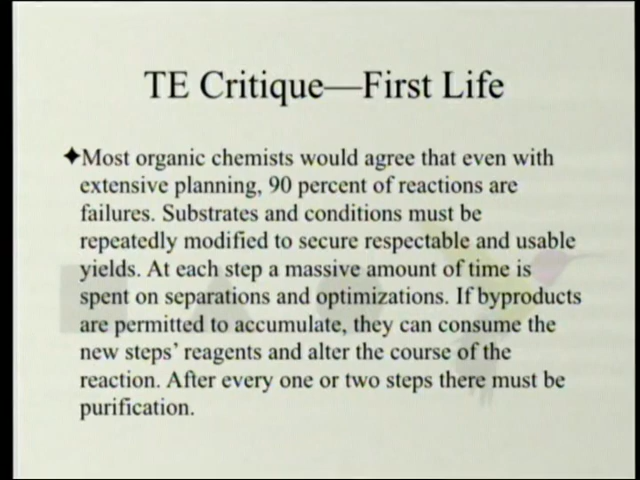 TE Critique—First Life
✦Most organic chemists would agree that even with
extensive planning, 90 percent of reactions are
failures. Substrates and conditions must be
repeatedly modified to secure respectable and usable
yields. At each step a massive amount of time is
spent on separations and optimizations. If byproducts
are permitted to accumulate, they can consume the
new steps’ reagents and alter the course of the
reaction. After every one or two steps there must be
purification.